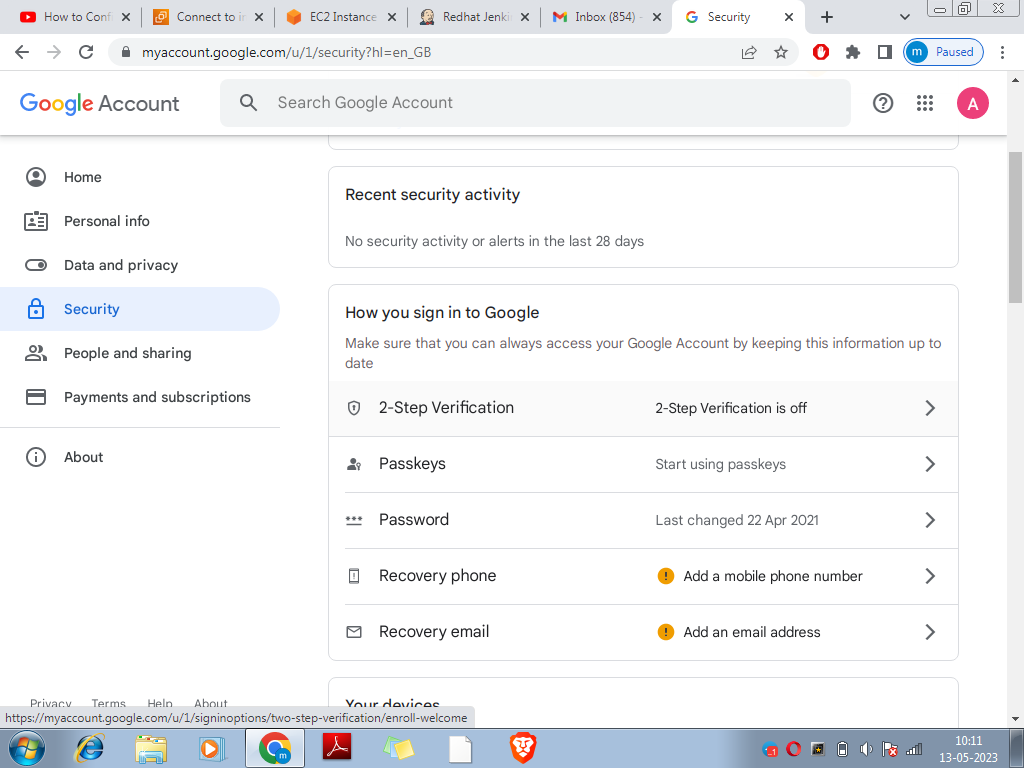 How to Confi
Connect to in
EC2 Instance
Redhat Jenki
Inbox (854) -
Security
myaccount.google.com/u/1/security?hl=en_GB
m
Paused
Google Account
Search Google Account
A
Home
Personal info
Data and privacy
Security
People and sharing
Payments and subscriptions
About
Recent security activity
No security activity or alerts in the last 28 days
How you sign in to Google
Make sure that you can always access your Google Account by keeping this information up to
date
2-Step Verification
2-Step Verification is off
Passkeys
Start using passkeys
Password
Last changed 22 Apr 2021
Recovery phone
Add a mobile phone number
Recovery email
Add an email address
Your devices
Privacy Terms Help About
https://myaccount.google.com/u/1/signinoptions/two-step-verification/enroll-welcome
10:11
13-05-2023